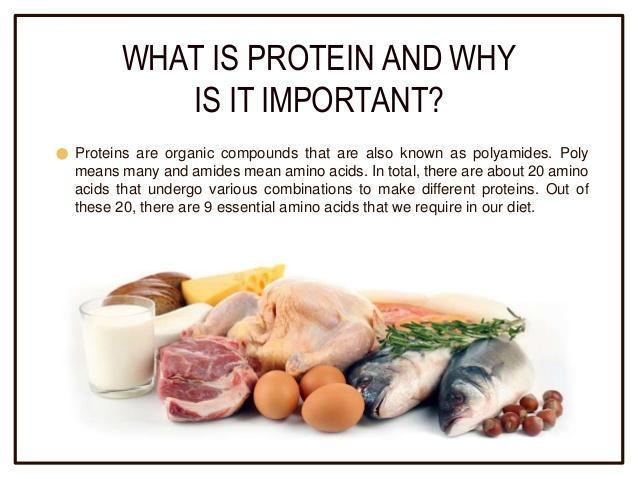 WHAT IS PROTEIN AND WHY
IS IT IMPORTANT?
Proteins are organic compounds that are also known as polyamides. Poly
means many and amides mean amino acids. In total, there are about 20 amino
acids that undergo various combinations to make different proteins. Out of
these 20, there are 9 essential amino acids that we require in our diet.